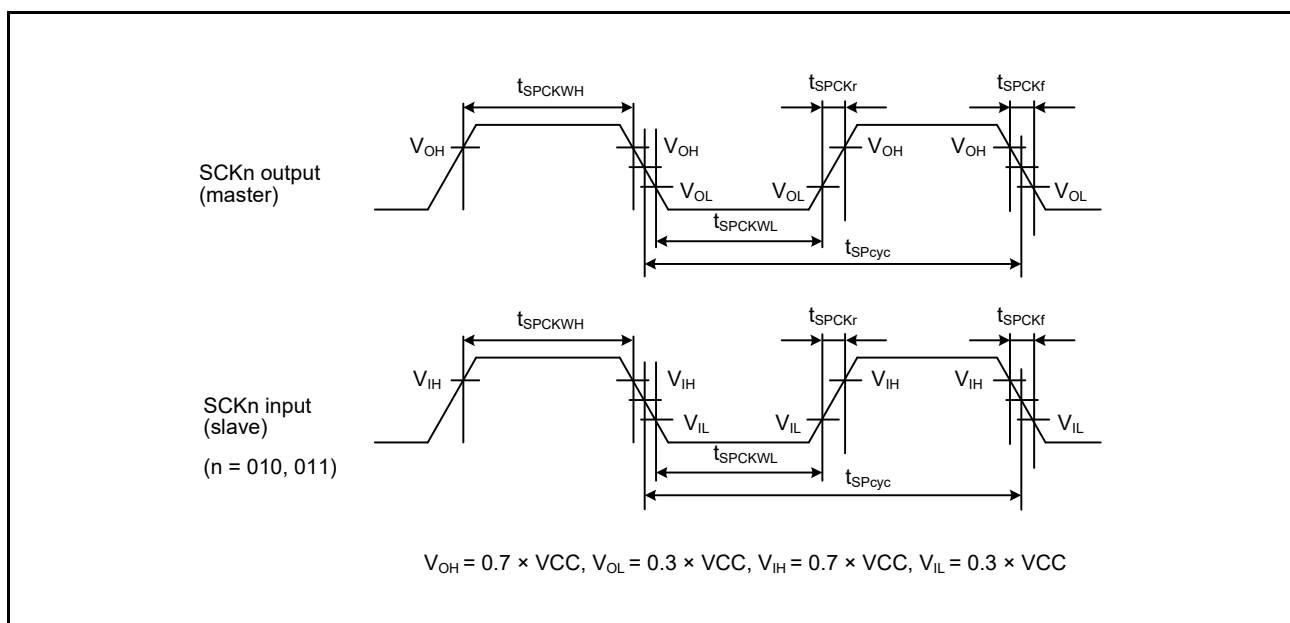 tSPCKWH
tSPCKr
tSPCKf
VOH
VOH
VOH
VOH
SCKn output
(master)
VOL
VOL
VOL
tSPCKWL
tSPcyc
tSPCKWH
tSPCKr
tSPCKf
VIH
VIH
VIH
VIH
SCKn input
(slave)
VIL
VIL
VIL
(n = 010, 011)
tSPCKWL
tSPcyc
VOH = 0.7 × VCC, VOL = 0.3 × VCC, VIH = 0.7 × VCC, VIL = 0.3 × VCC